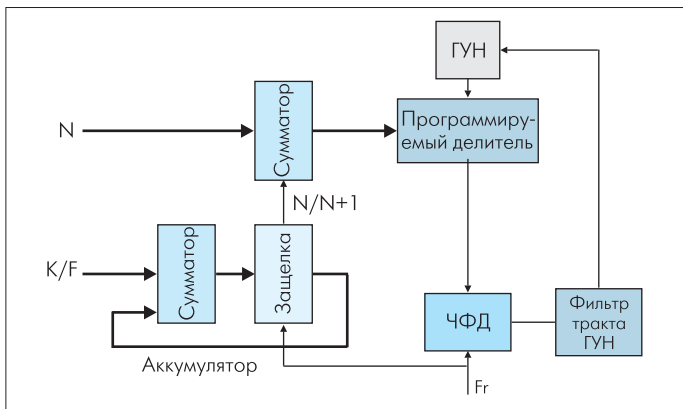 ГУН
N
Сумматор
Программиру-
емый делитель
N/N+1
K/F
Сумматор
Защелка
ЧФД
Фильтр
тракта
ГУН
Аккумулятор
Fr